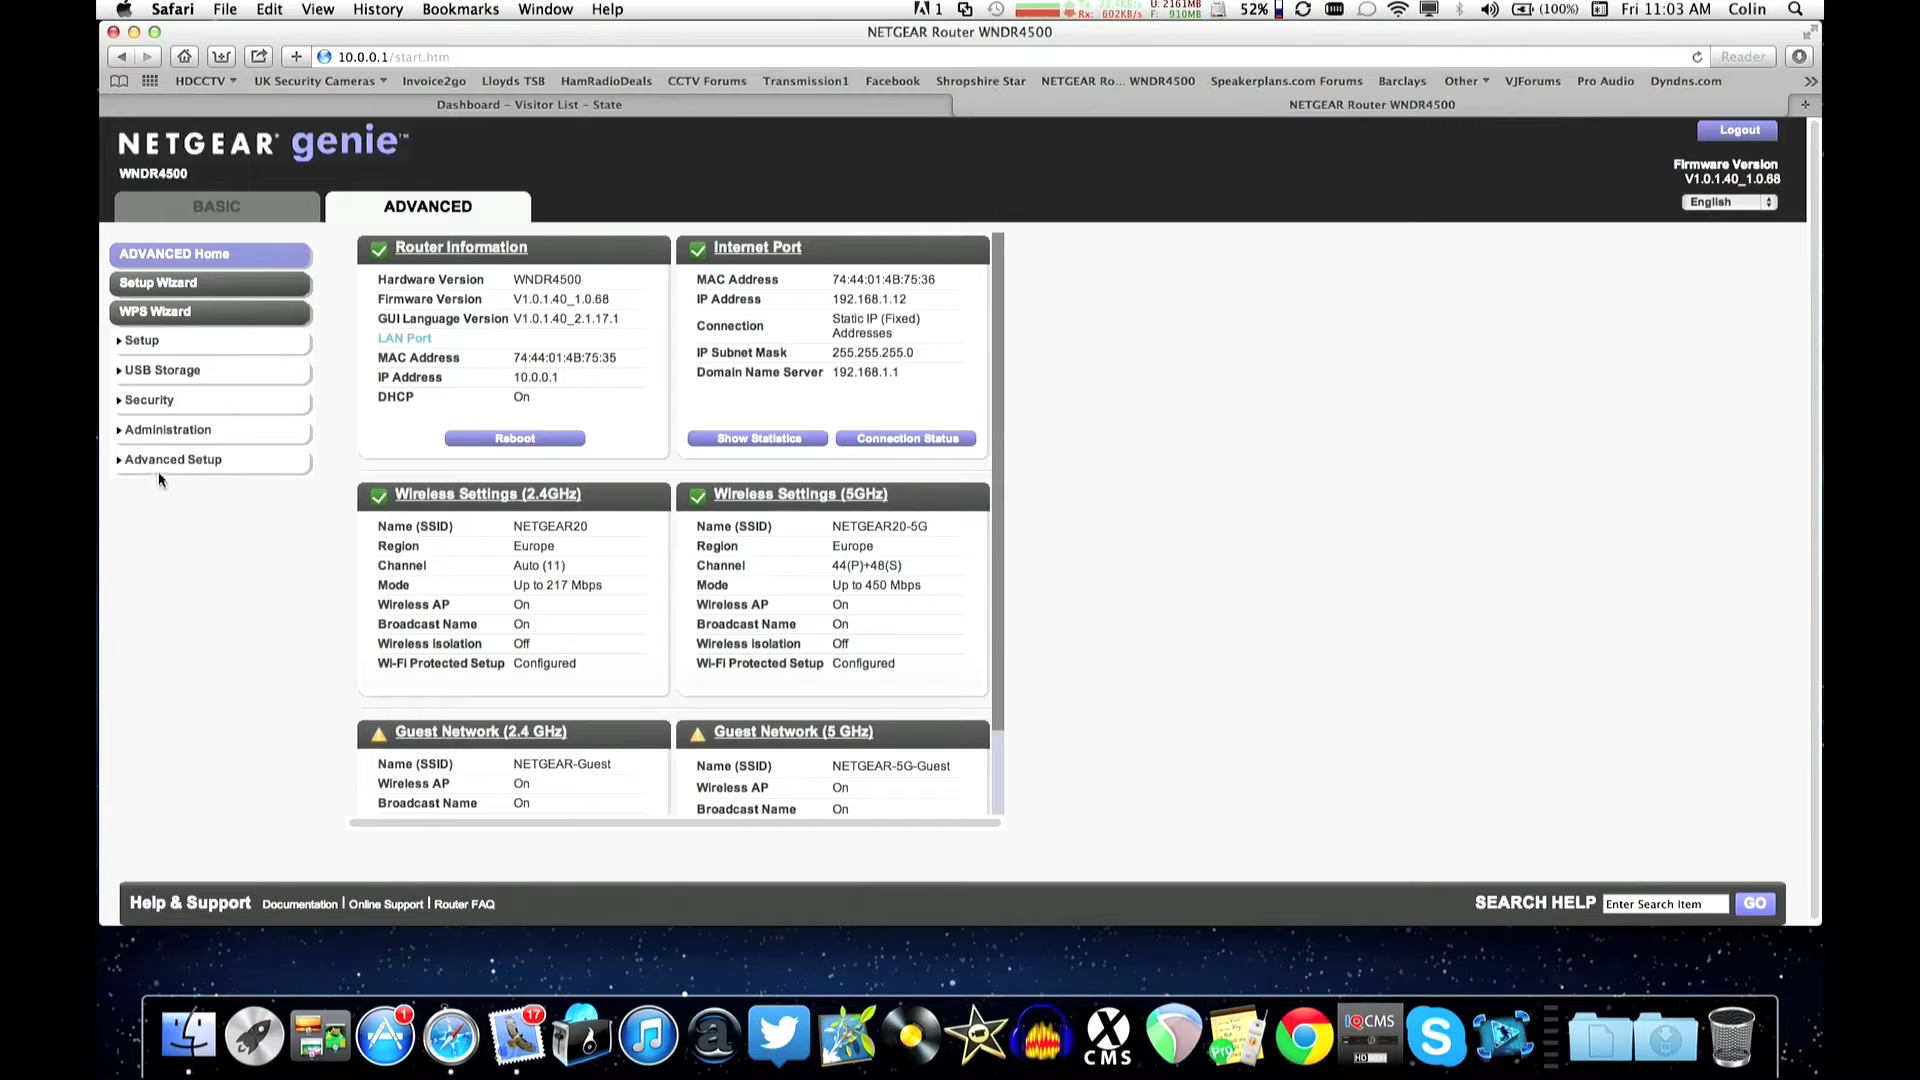 Safari File Edit View History Bookmarks Window Help 1 U: 2161MB Rx: 602KB/s F: 910MB 52% (100%) Fri 11:03 AM Colin
NETGEAR Router WNDR4500
10.0.0.1/start.htm Reader
HDCCTV UK Security Cameras Invoice2go Lloyds TSB HamRadioDeals CCTV Forums Transmission1 Facebook Shropshire Star NETGEAR Ro... WNDR4500 Speakerplans.com Forums Barclays Other VJForums Pro Audio Dyndns.com
Dashboard – Visitor List – State NETGEAR Router WNDR4500
NETGEAR® genie™
Logout
WNDR4500
Firmware Version
V1.0.1.40_1.0.68
English
BASIC ADVANCED
ADVANCED Home
Setup Wizard
WPS Wizard
Setup
USB Storage
Security
Administration
Advanced Setup
Router Information
Hardware Version WNDR4500
Firmware Version V1.0.1.40_1.0.68
GUI Language Version V1.0.1.40_2.1.17.1
LAN Port
MAC Address 74:44:01:4B:75:35
IP Address 10.0.0.1
DHCP On
Reboot
Internet Port
MAC Address 74:44:01:4B:75:36
IP Address 192.168.1.12
Connection Static IP (Fixed)
Addresses
IP Subnet Mask 255.255.255.0
Domain Name Server 192.168.1.1
Show Statistics Connection Status
Wireless Settings (2.4GHz)
Name (SSID) NETGEAR20
Region Europe
Channel Auto (11)
Mode Up to 217 Mbps
Wireless AP On
Broadcast Name On
Wireless isolation Off
Wi-Fi Protected Setup Configured
Wireless Settings (5GHz)
Name (SSID) NETGEAR20-5G
Region Europe
Channel 44(P)+48(S)
Mode Up to 450 Mbps
Wireless AP On
Broadcast Name On
Wireless isolation Off
Wi-Fi Protected Setup Configured
Guest Network (2.4 GHz)
Name (SSID) NETGEAR-Guest
Wireless AP On
Broadcast Name On
Guest Network (5 GHz)
Name (SSID) NETGEAR-5G-Guest
Wireless AP On
Broadcast Name On
Help & Support Documentation | Online Support | Router FAQ
SEARCH HELP Enter Search Item GO
1
17
a
X
CMS
Pro
IQCMS
HD
S